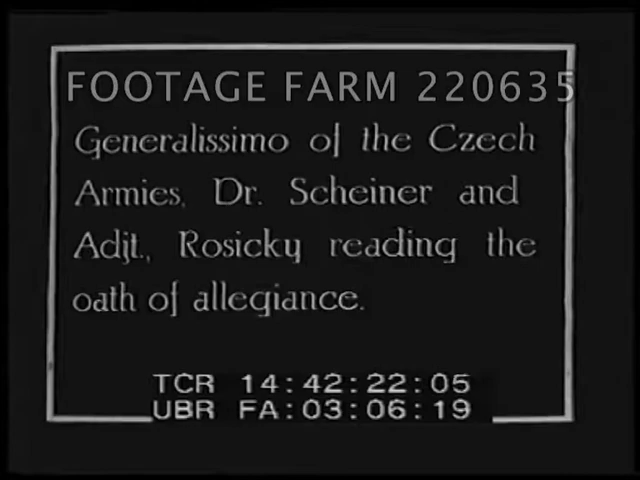 FOOTAGE FARM 220635
Generalissimo of the Czech
Armies, Dr. Scheiner and
Adjt., Rosicky reading the
oath of allegiance.
TCR 14:42:22:05
UBR FA:03:06:19